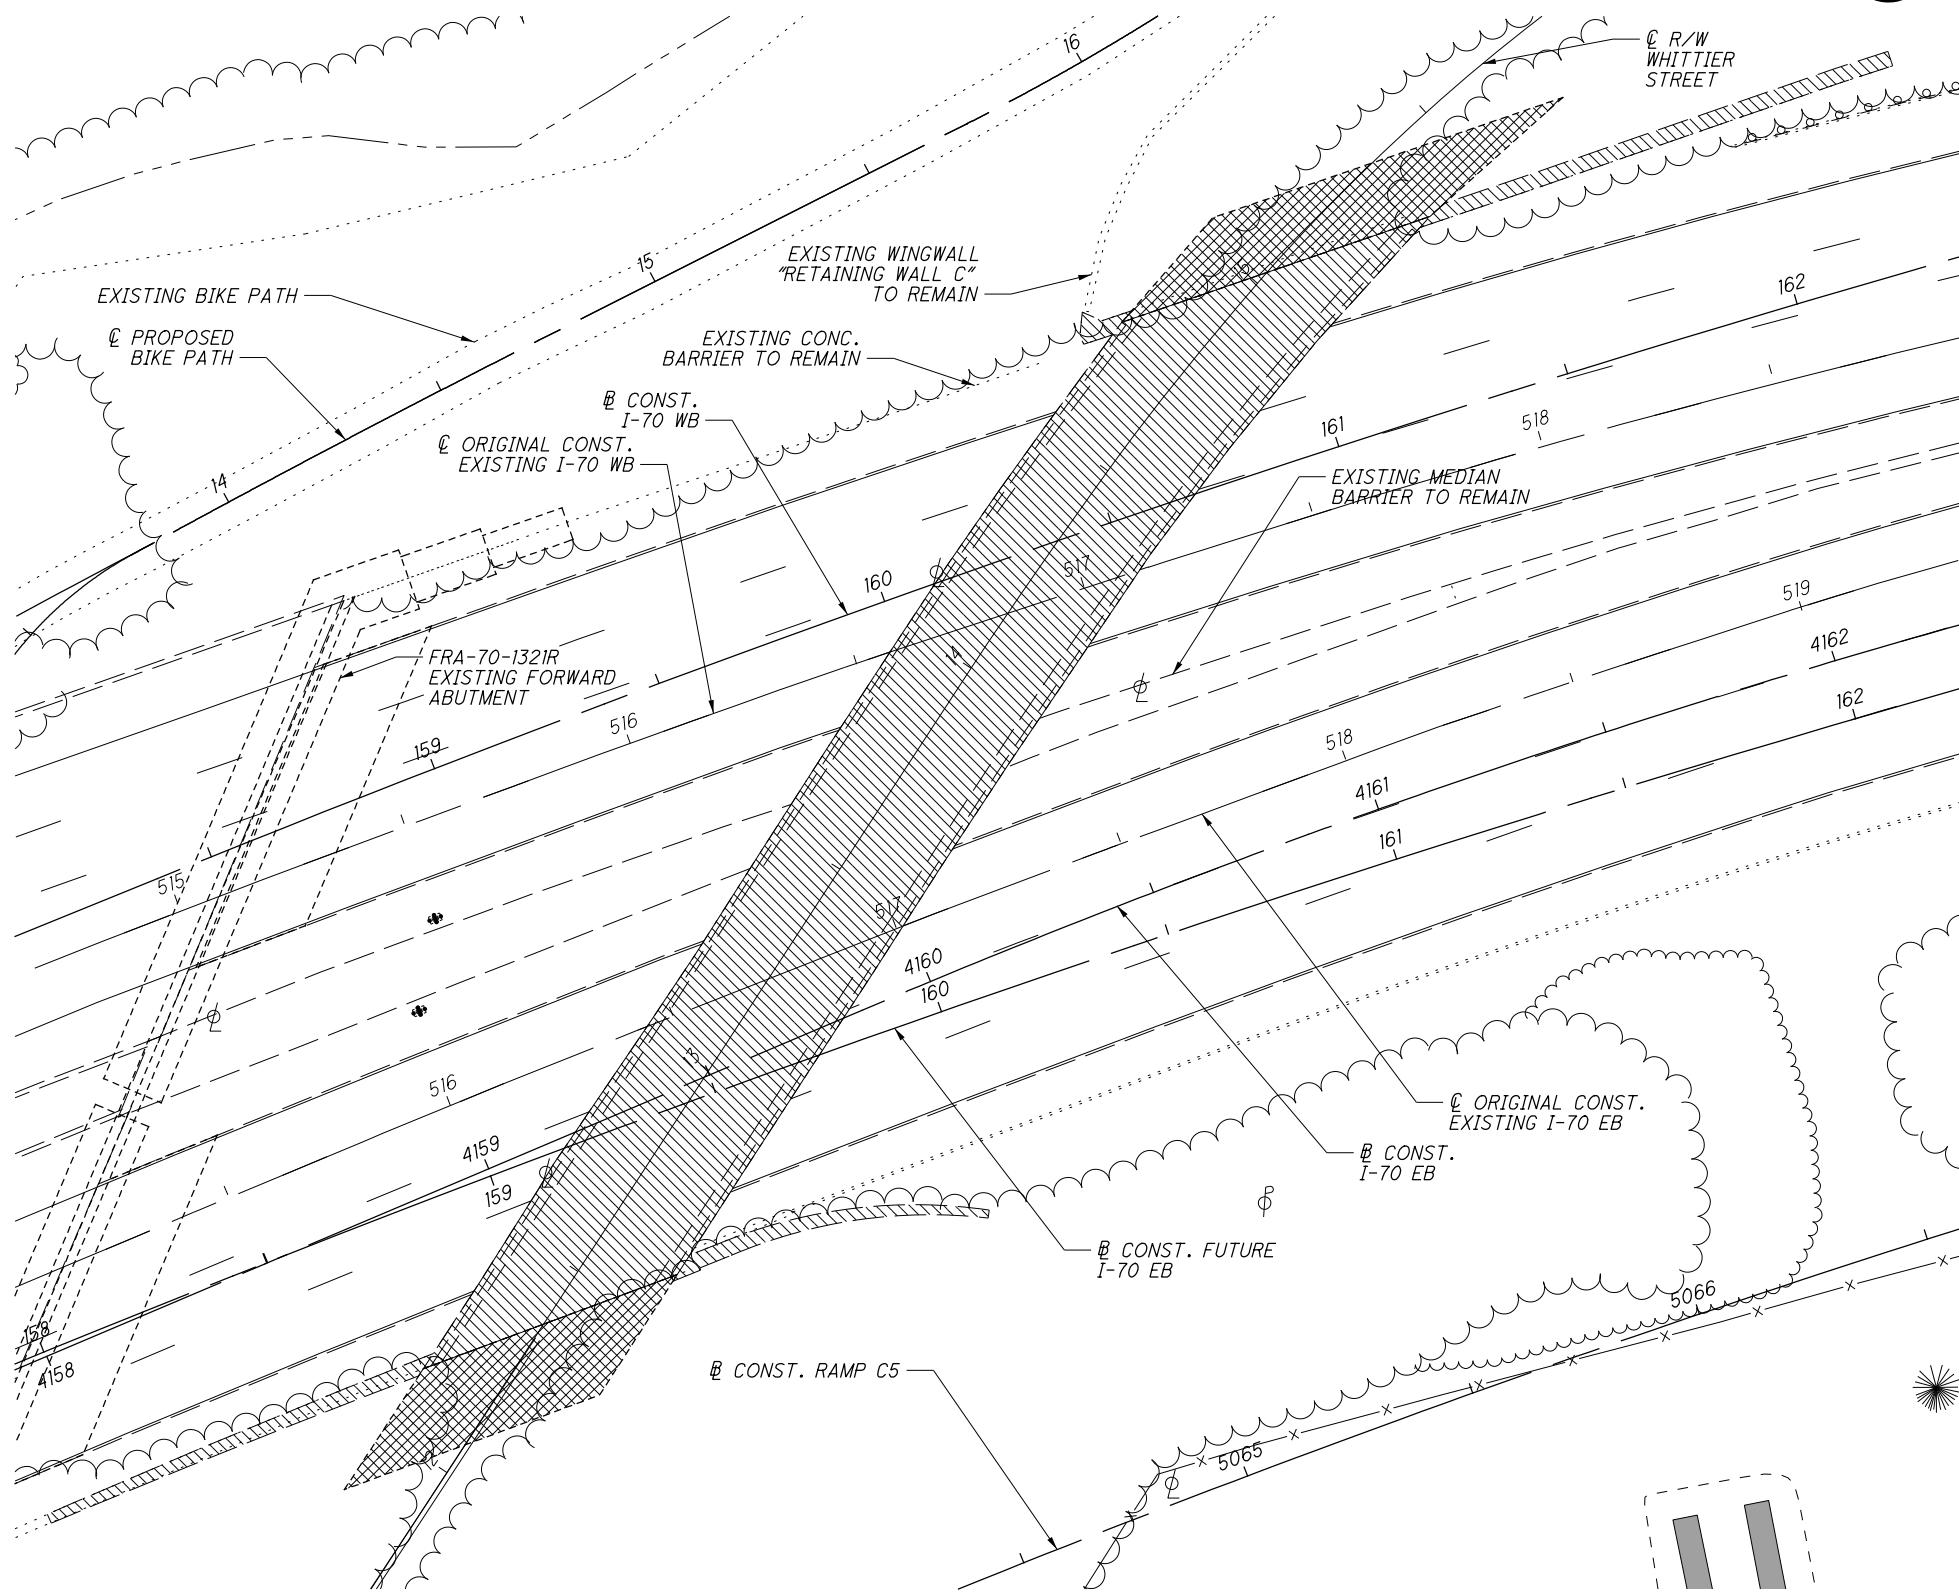 ℄ R/W
WHITTIER
STREET
16
EXISTING WINGWALL
"RETAINING WALL C"
TO REMAIN
15
EXISTING BIKE PATH
℄ PROPOSED
BIKE PATH
EXISTING CONC.
BARRIER TO REMAIN
15
162
B CONST.
I-70 WB
℄ ORIGINAL CONST.
EXISTING I-70 WB
161
518
14
EXISTING MEDIAN
BARRIER TO REMAIN
160
517
519
4162
FRA-70-1321R
EXISTING FORWARD
ABUTMENT
14
516
159
518
162
4161
161
515
517
4160
160
13
516
℄ ORIGINAL CONST.
EXISTING I-70 EB
4159
159
B CONST.
I-70 EB
B CONST. FUTURE
I-70 EB
5066
158
4158
B CONST. RAMP C5
12
5065